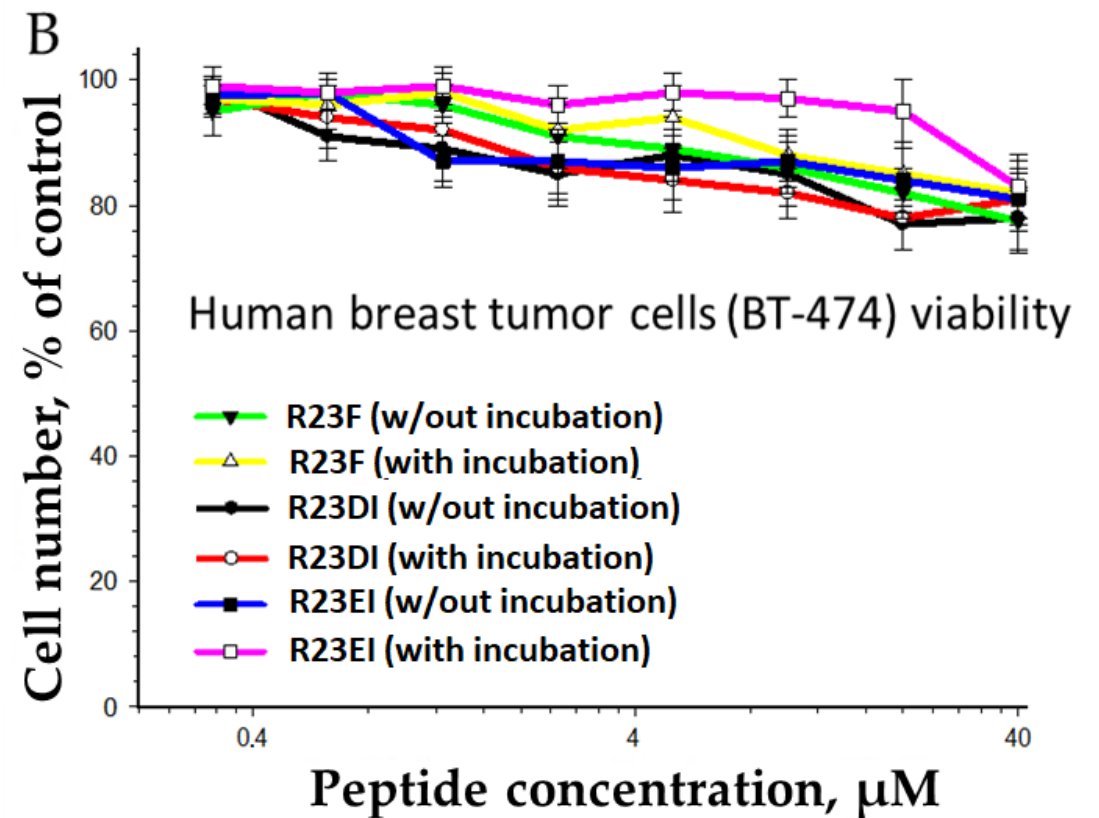 B
100
80
60
40
20
0
Cell number, % of control
Human breast tumor cells (BT-474) viability
R23F (w/out incubation)
R23F (with incubation)
R23DI (w/out incubation)
R23DI (with incubation)
R23EI (w/out incubation)
R23EI (with incubation)
0.4
4
40
Peptide concentration, μM